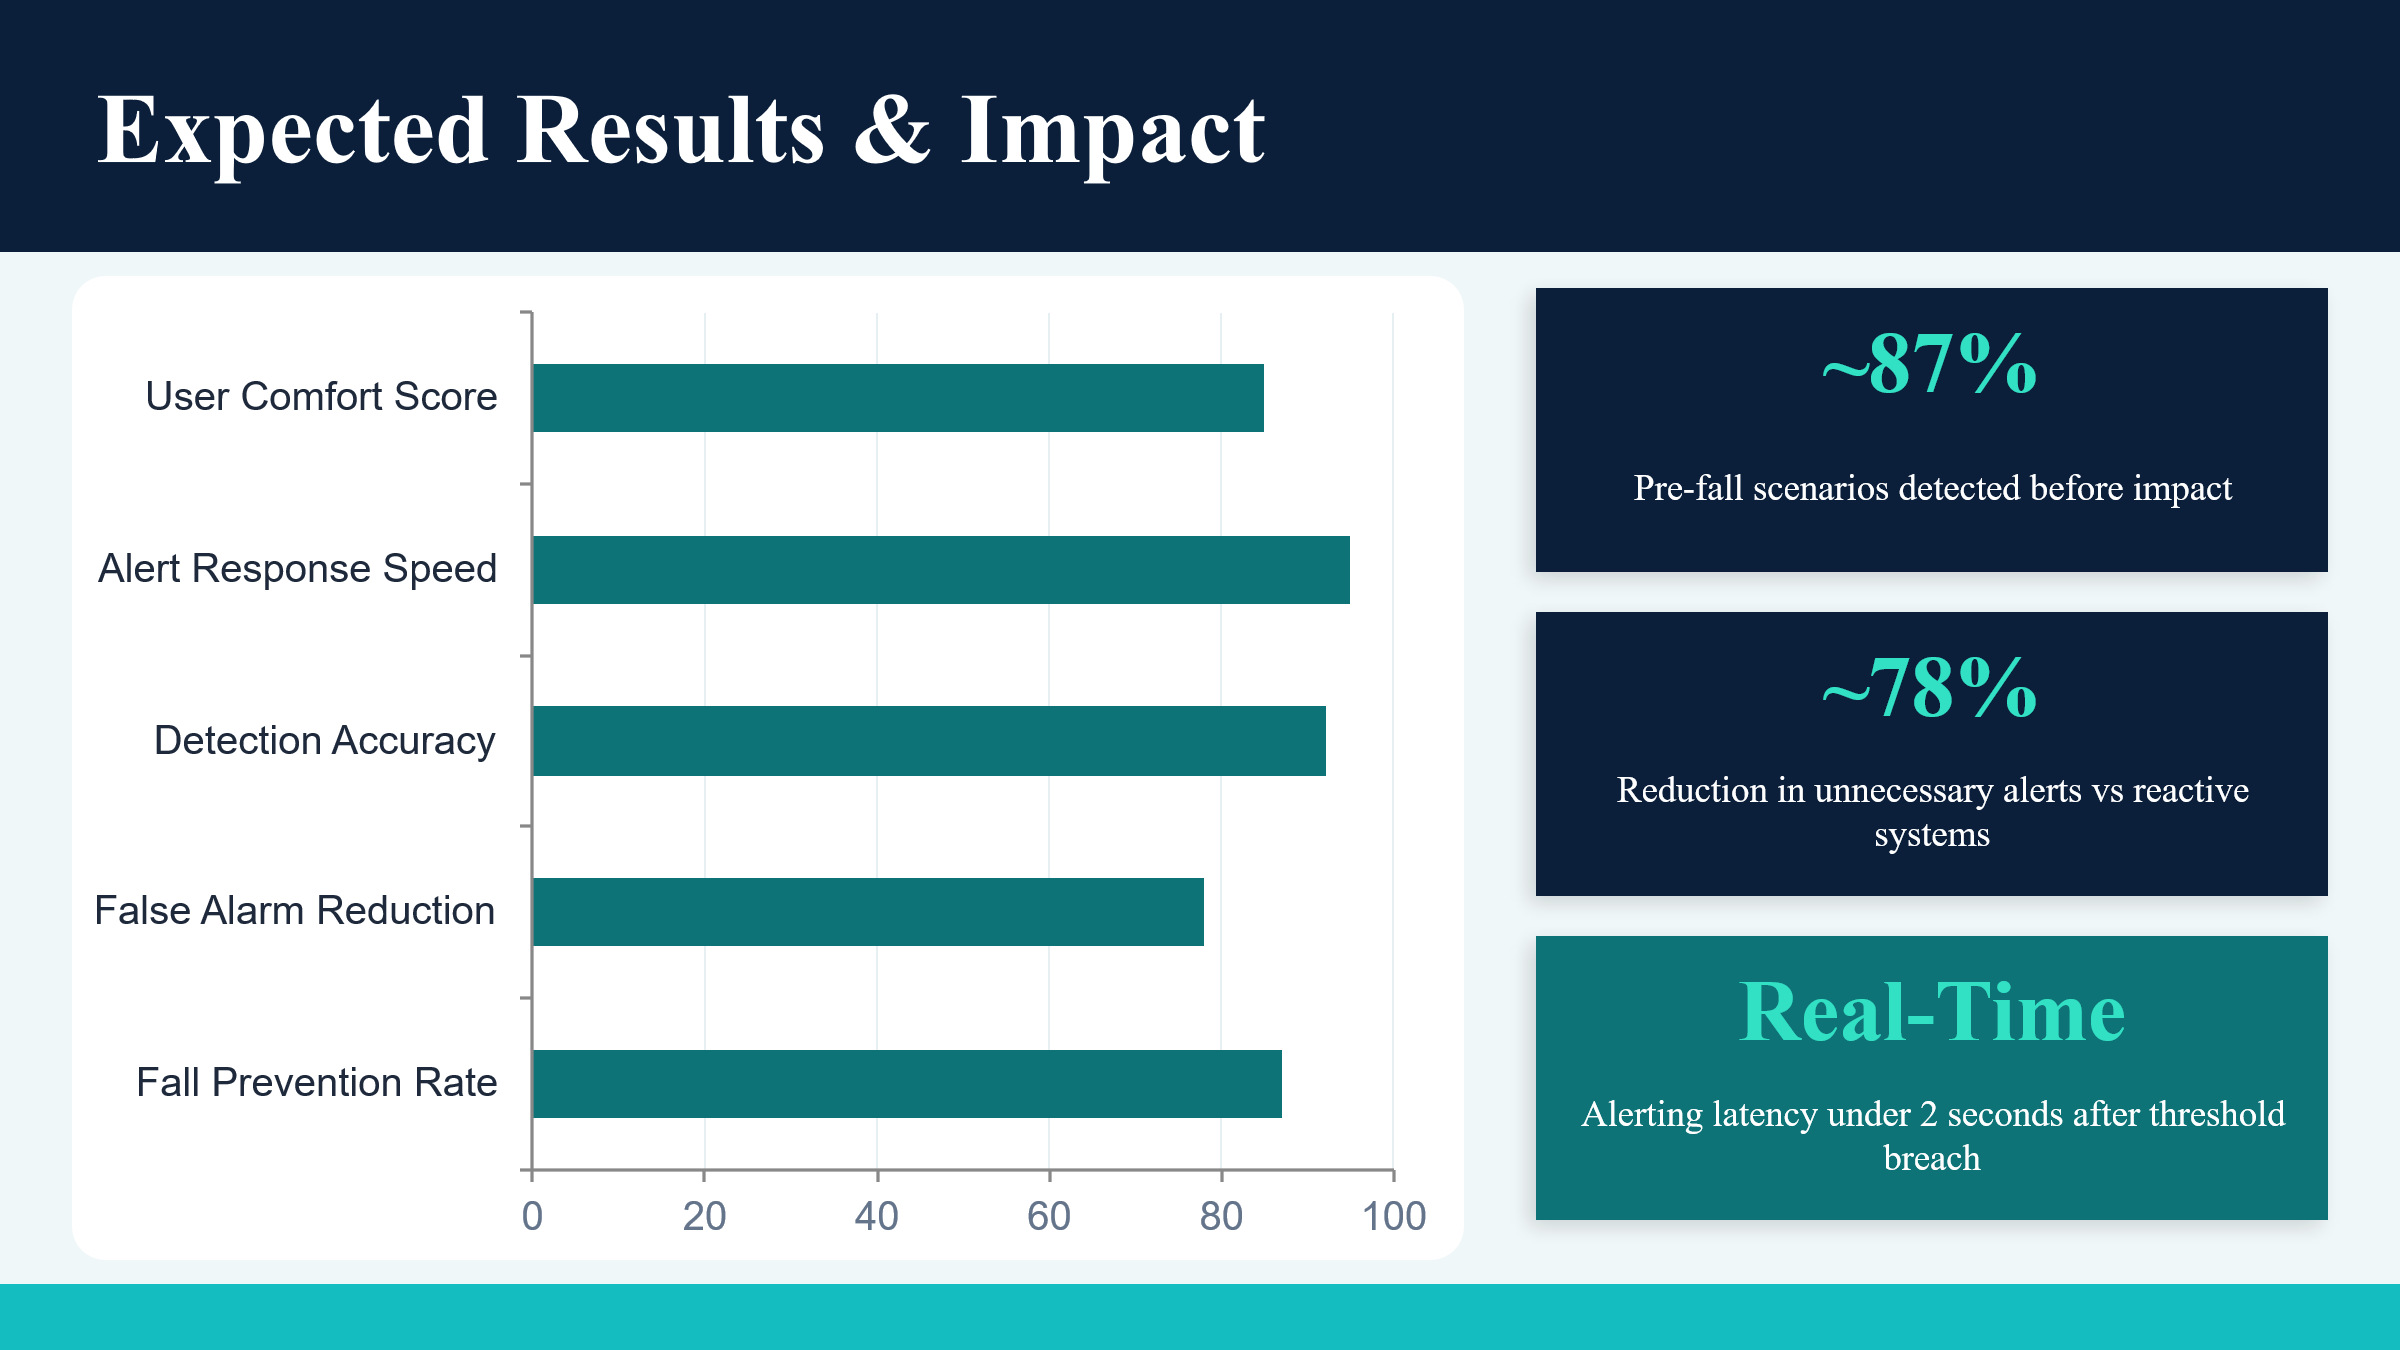 Expected Results & Impact
User Comfort Score
Alert Response Speed
Detection Accuracy
False Alarm Reduction
Fall Prevention Rate
0 20 40 60 80 100
~87%
Pre-fall scenarios detected before impact
~78%
Reduction in unnecessary alerts vs reactive
systems
Real-Time
Alerting latency under 2 seconds after threshold
breach